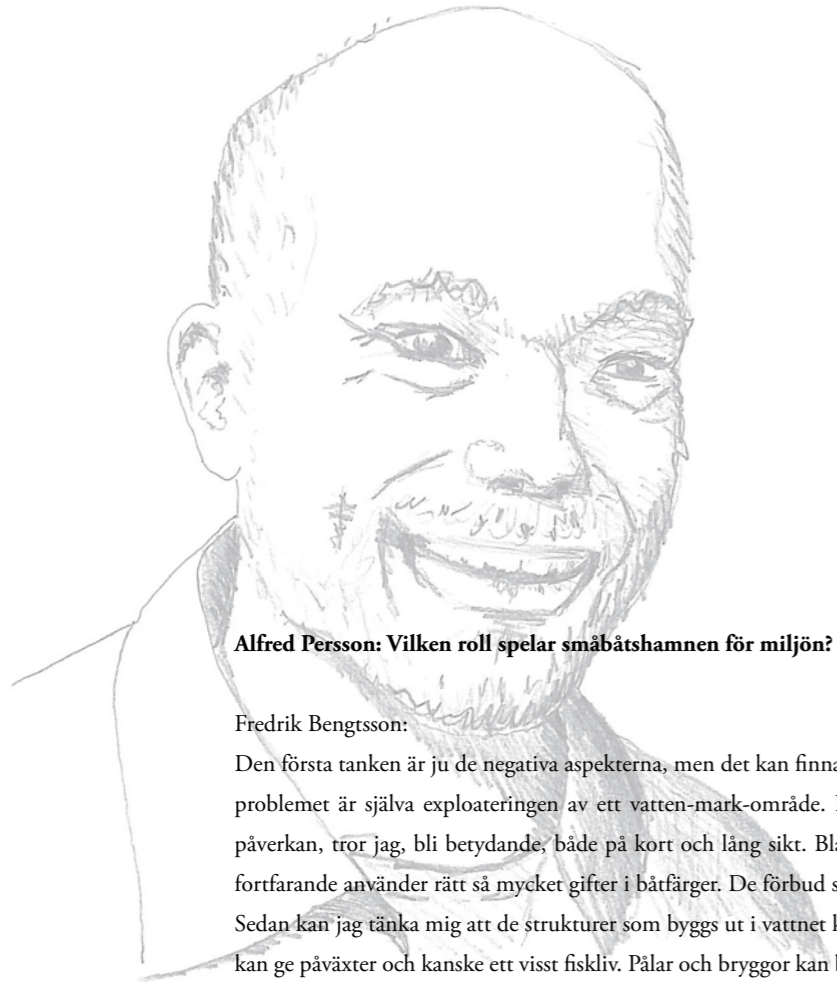 Alfred Persson: Vilken roll spelar småbåtshamnen för miljön?
Fredrik Bengtsson:
Den första tanken är ju de negativa aspekterna, men det kan finna
problemet är själva exploateringen av ett vatten-mark-område.
påverkan, tror jag, bli betydande, både på kort och lång sikt.
fortfarande använder rätt så mycket gifter i båtfärger. De förbud
Sedan kan jag tänka mig att de strukturer som byggs ut i vattnet
kan ge påväxter och kanske ett visst fiskliv. Pålar och bryggor kan